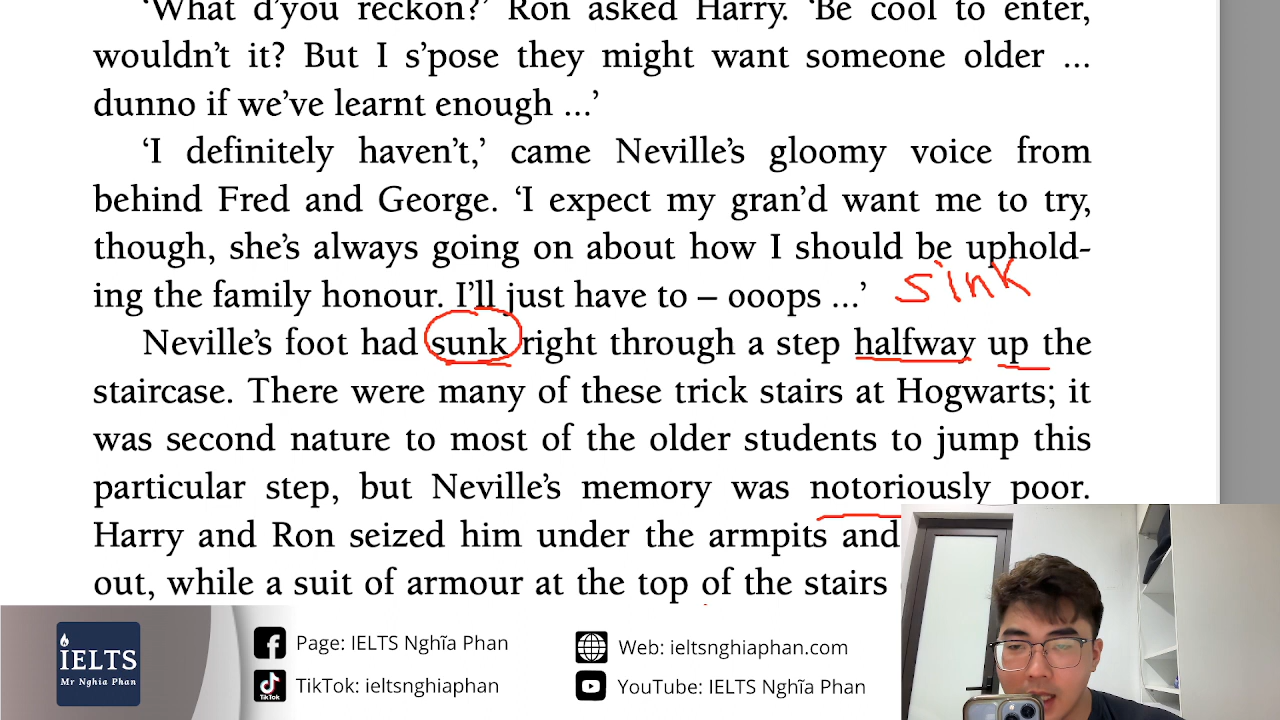 ‘What d’you reckon?’ Ron asked Harry. ‘Be cool to enter,
wouldn’t it? But I s’pose they might want someone older ...
dunno if we’ve learnt enough ...’
‘I definitely haven’t,’ came Neville’s gloomy voice from
behind Fred and George. ‘I expect my gran’d want me to try,
though, she’s always going on about how I should be uphold-
ing the family honour. I’ll just have to – ooops ...’
sink
Neville’s foot had sunk right through a step halfway up the
staircase. There were many of these trick stairs at Hogwarts; it
was second nature to most of the older students to jump this
particular step, but Neville’s memory was notoriously poor.
Harry and Ron seized him under the armpits and
out, while a suit of armour at the top of the stairs
IELTS
Mr Nghia Phan
Page: IELTS Nghĩa Phan
TikTok
TikTok: ieltsnghiaphan
Web: ieltsnghiaphan.com
YouTube: IELTS Nghĩa Phan